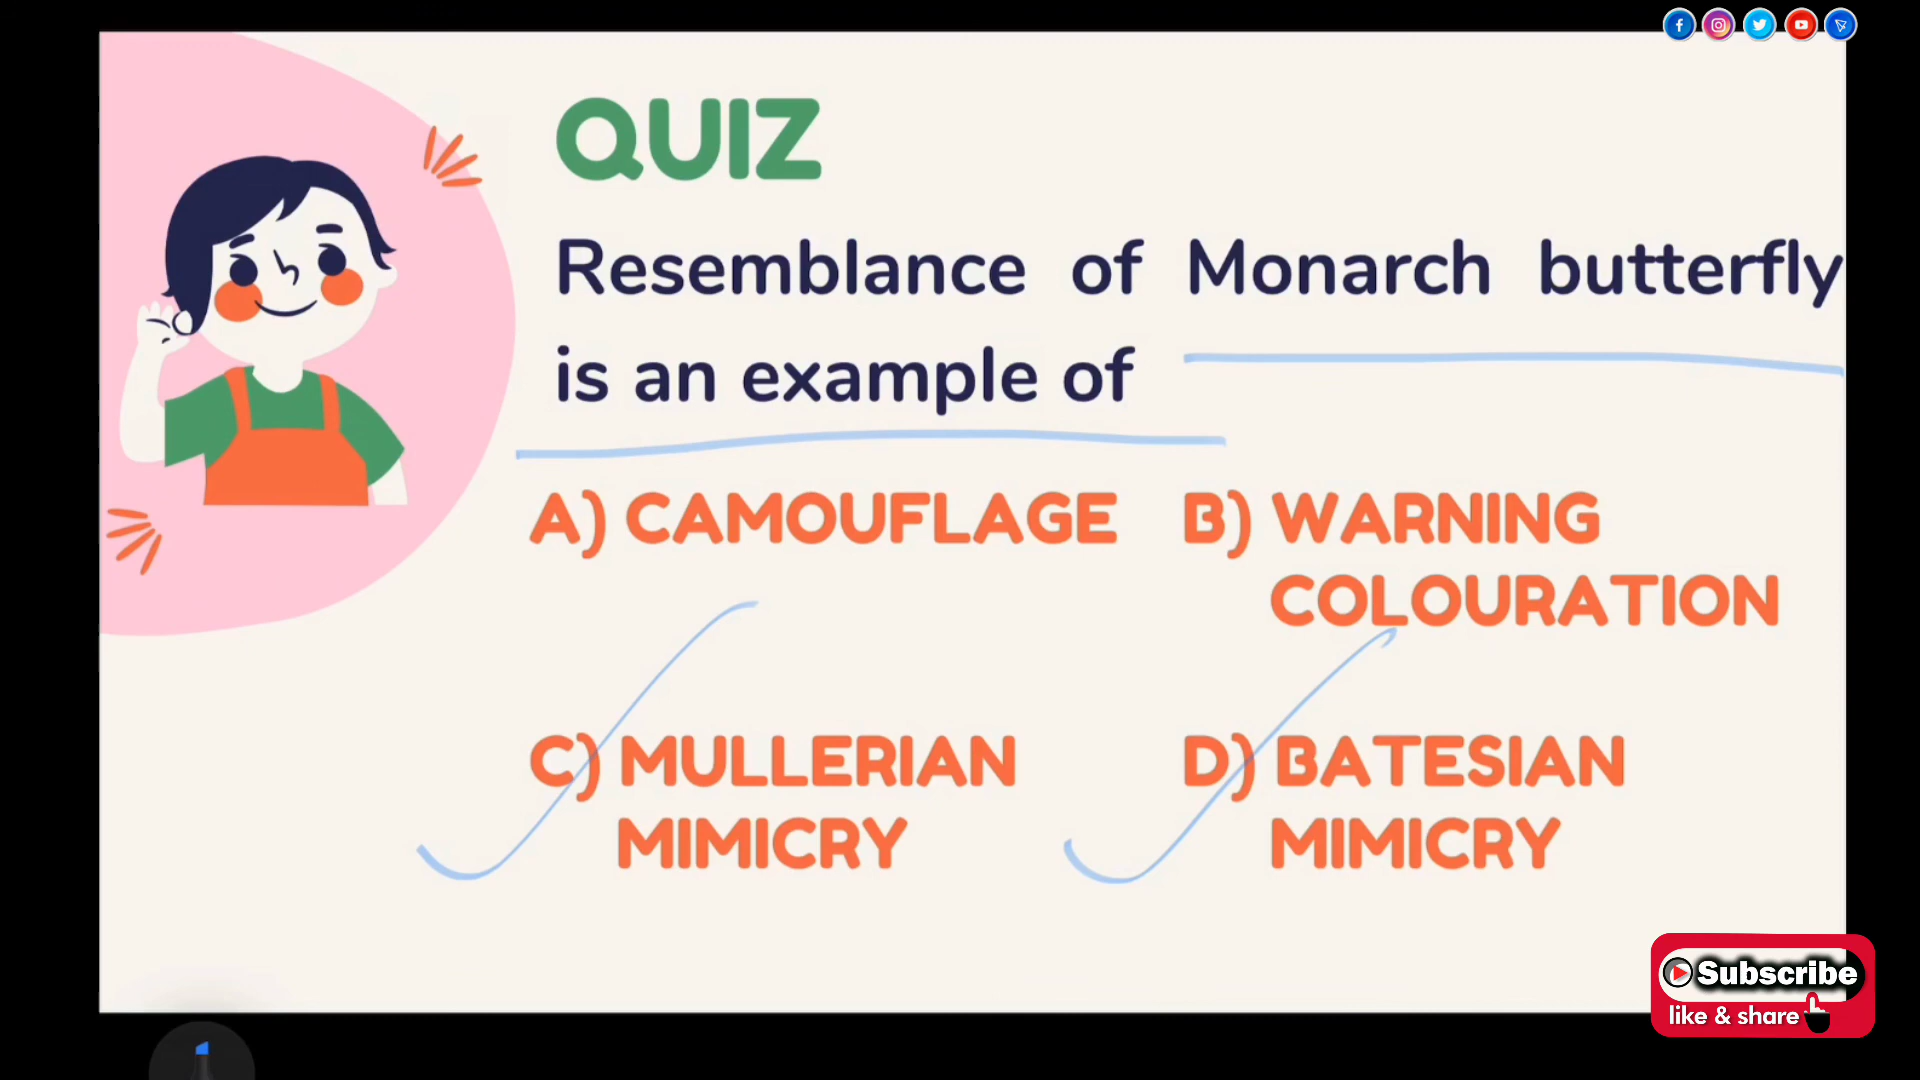 QUIZ
Resemblance of Monarch butterfly
is an example of
A) CAMOUFLAGE
B) WARNING
COLOURATION
C) MULLERIAN
MIMICRY
D) BATESIAN
MIMICRY
Subscribe
like & share